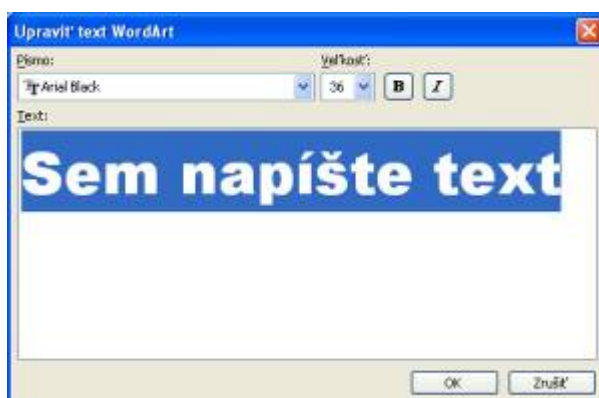 Upraviť text WordArt
Písmo:
Veľkosť:
Arial Black
36
B
I
Text:
Sem napíšte text
OK
Zrušiť